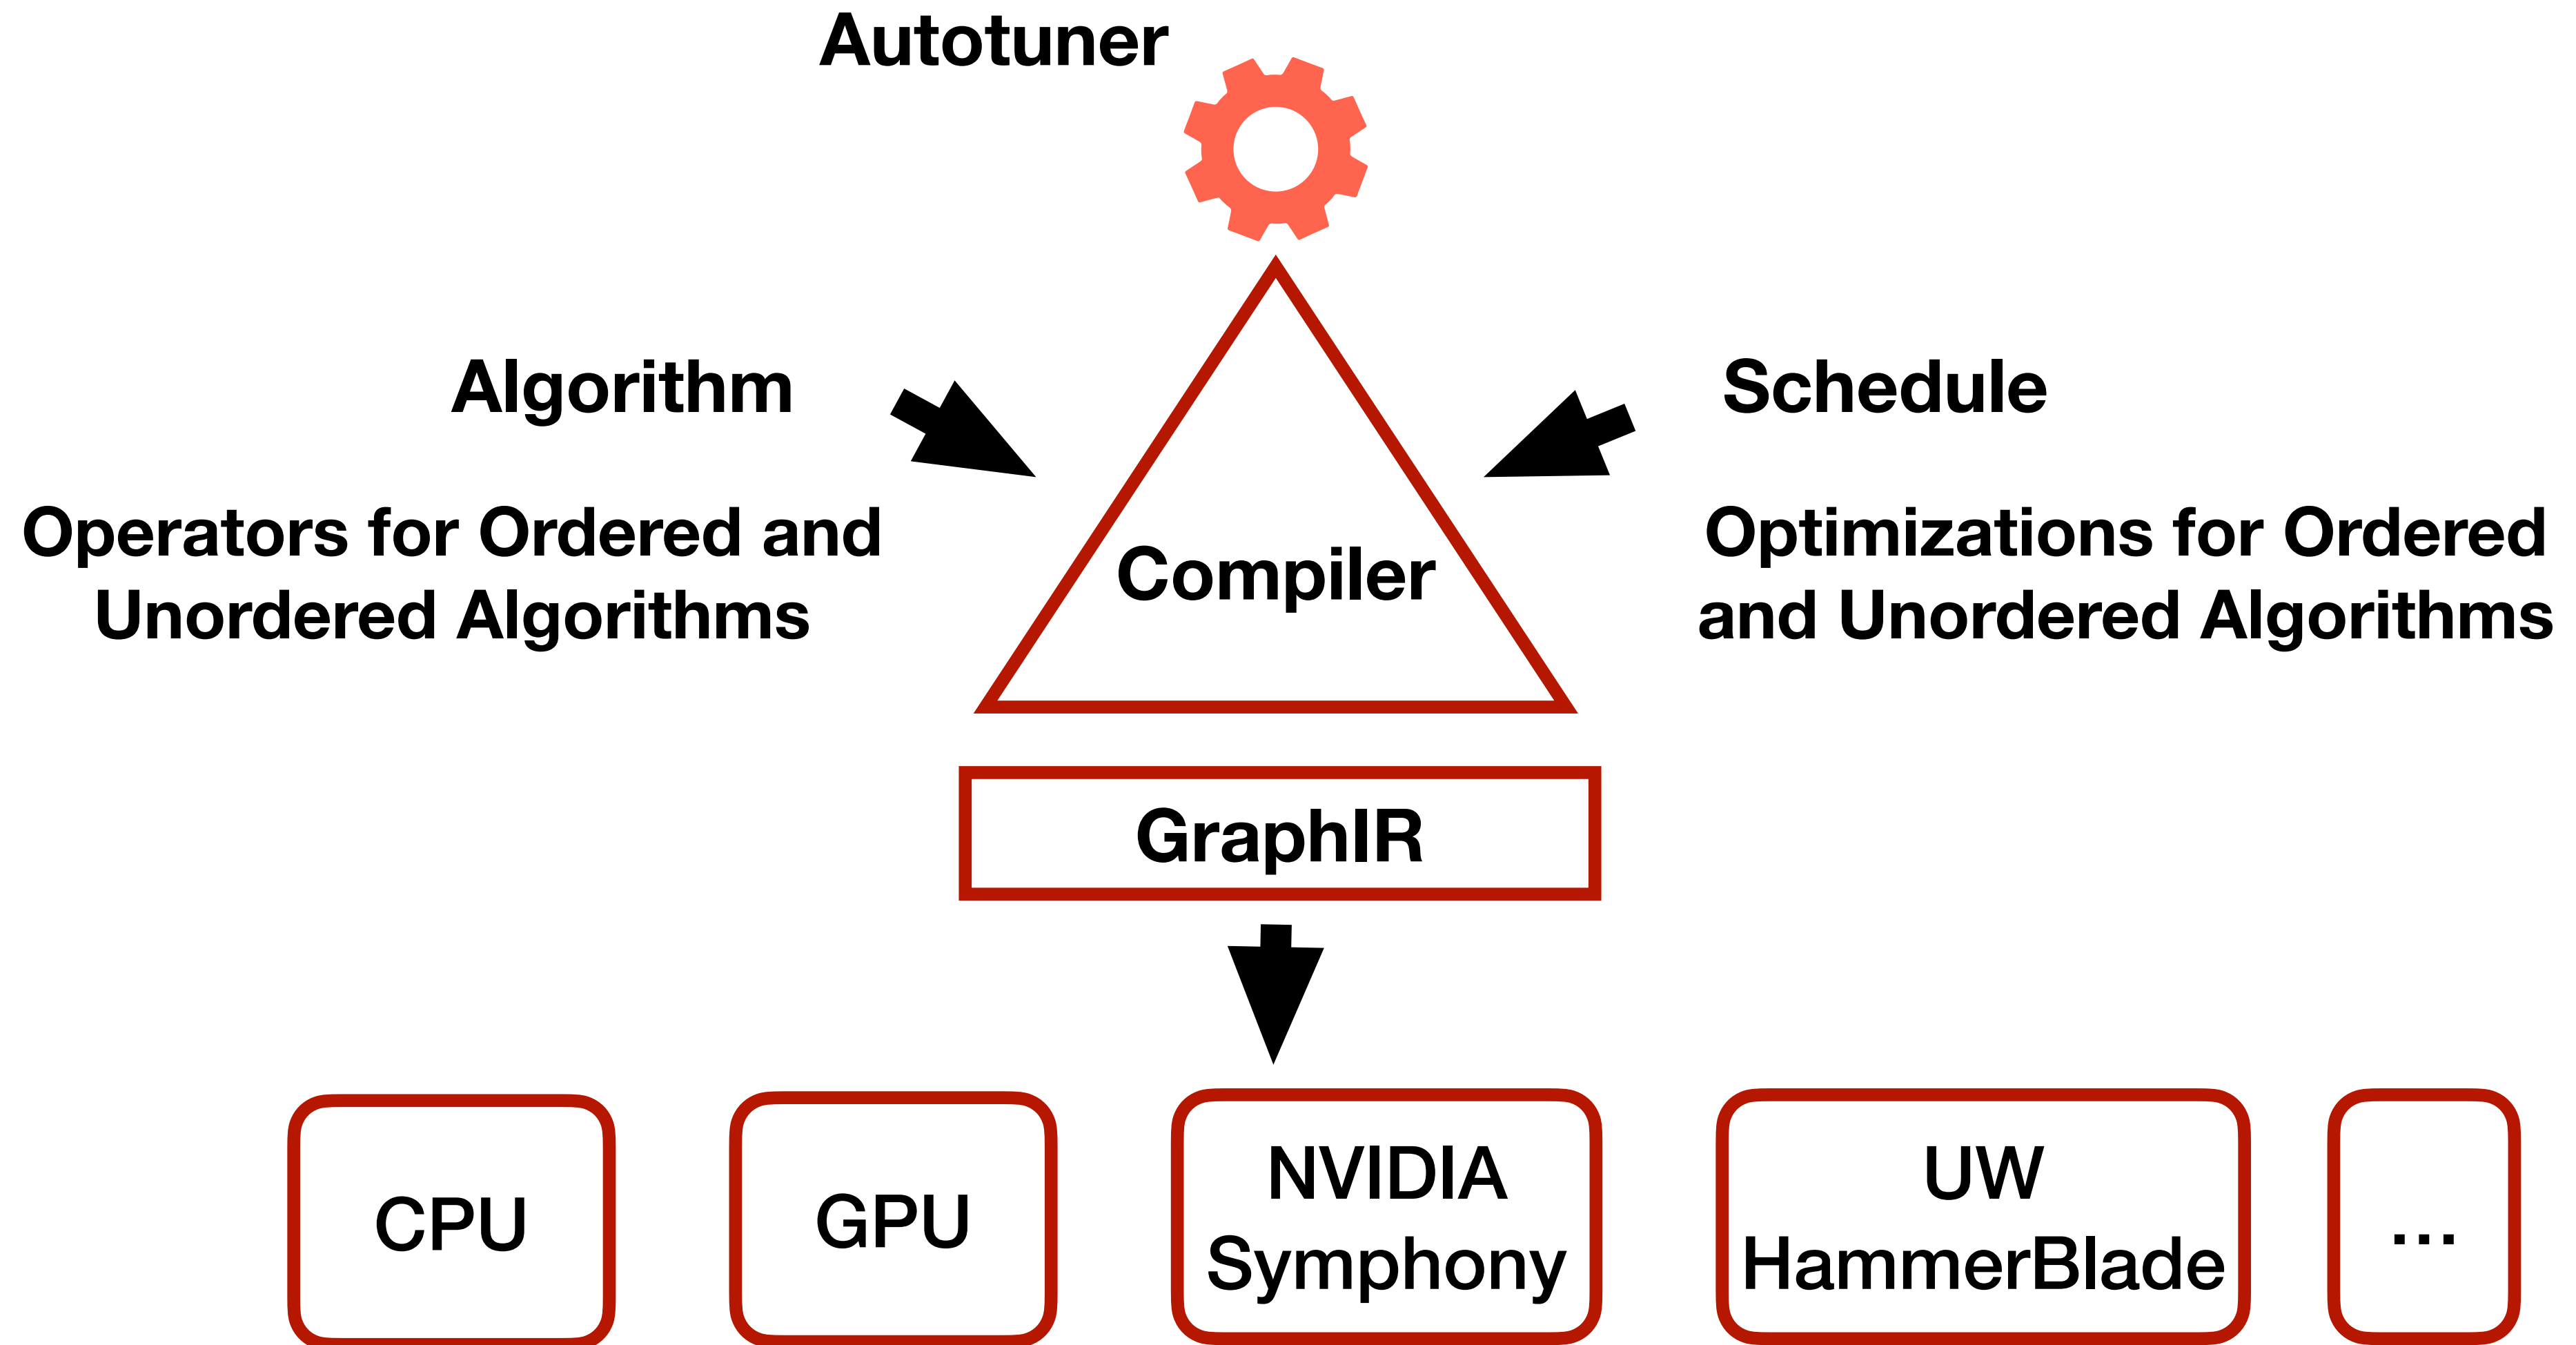 Autotuner
Algorithm
Schedule
Operators for Ordered and
Unordered Algorithms
Optimizations for Ordered
and Unordered Algorithms
Compiler
GraphIR
CPU
GPU
NVIDIA
Symphony
UW
HammerBlade
...